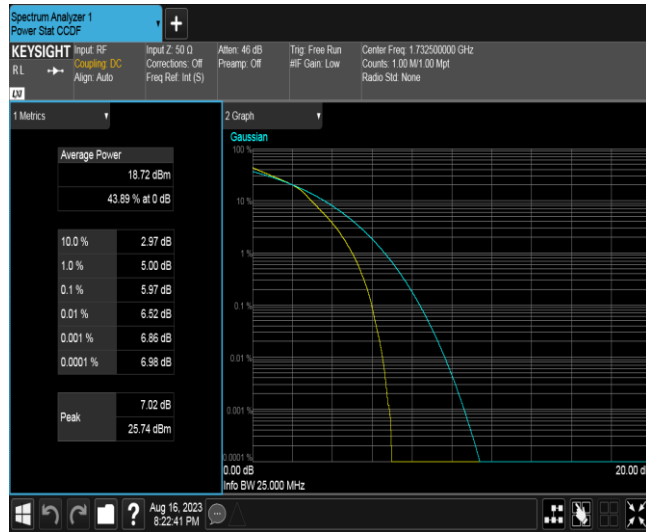 Spectrum Analyzer 1
Power Stat CCDF
+
KEYSIGHT
RL
LXI
Input: RF
Coupling: DC
Align: Auto
Input Z: 50 Ω
Corrections: Off
Freq Ref: Int (S)
Atten: 46 dB
Preamp: Off
Trig: Free Run
#IF Gain: Low
Center Freq: 1.732500000 GHz
Counts: 1.00 M/1.00 Mpt
Radio Std: None
1 Metrics
Average Power
18.72 dBm
43.89 % at 0 dB
10.0 % 2.97 dB
1.0 % 5.00 dB
0.1 % 5.97 dB
0.01 % 6.52 dB
0.001 % 6.86 dB
0.0001 % 6.98 dB
Peak
7.02 dB
25.74 dBm
2 Graph
Gaussian
100 %
10 %
1 %
0.1 %
0.01 %
0.001 %
0.0001 %
0.00 dB
20.00 d
Info BW 25.000 MHz
?
Aug 16, 2023
8:22:41 PM